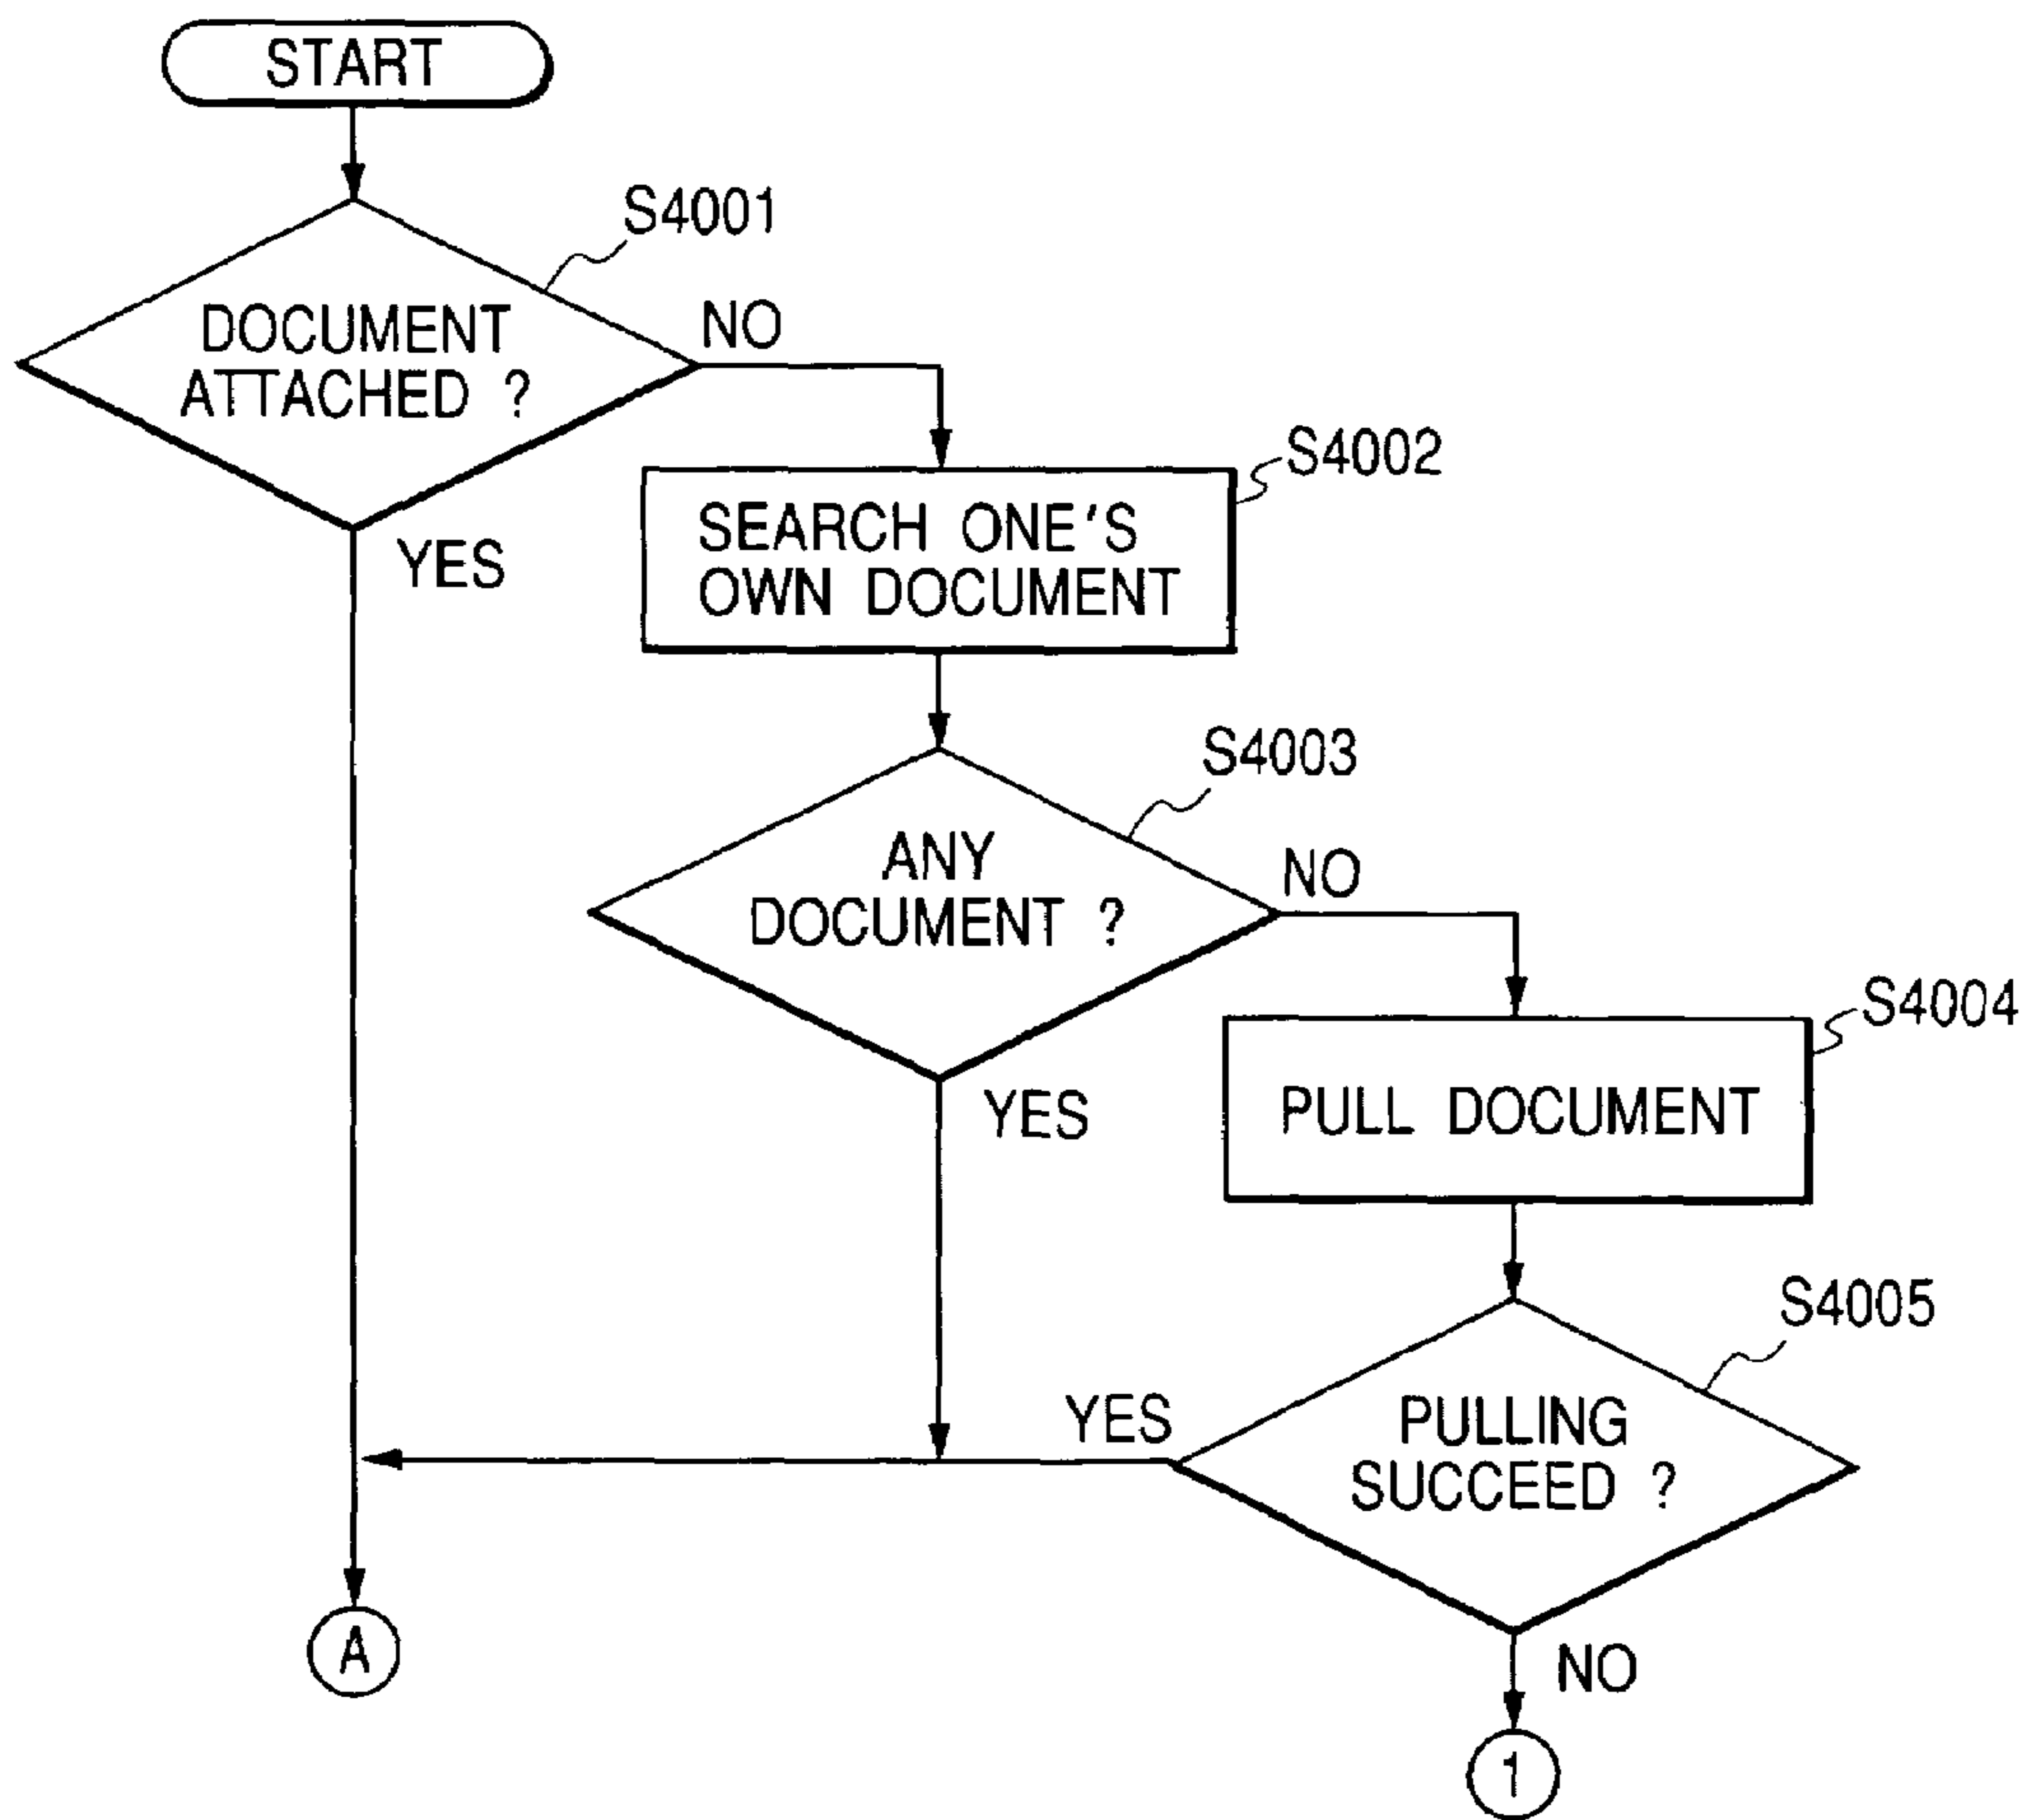 START
S4001
DOCUMENT
ATTACHED ?
NO
YES
S4002
SEARCH ONE'S
OWN DOCUMENT
S4003
ANY
DOCUMENT ?
NO
YES
S4004
PULL DOCUMENT
S4005
PULLING
SUCCEED ?
YES
NO
A
1